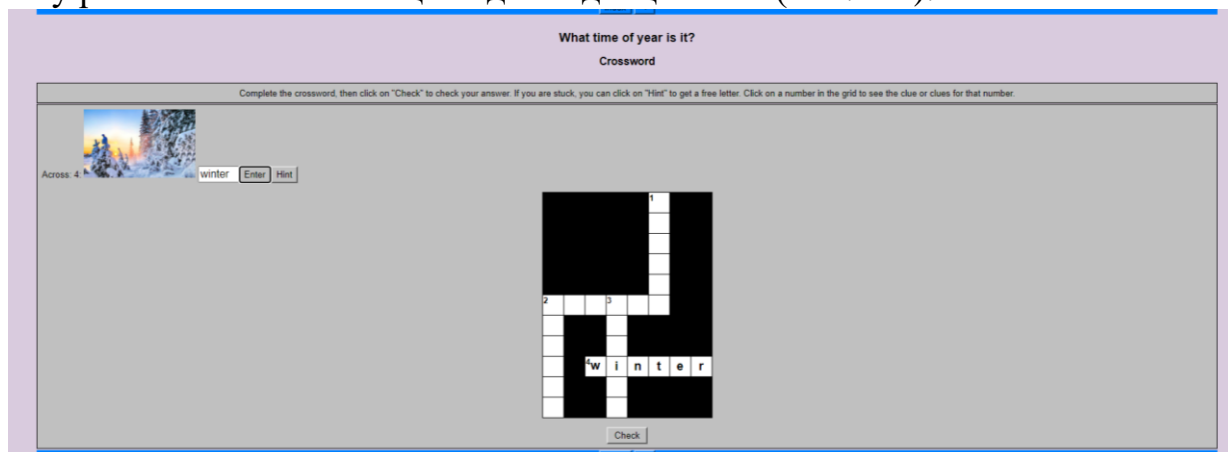 What time of year is it?
Crossword
Complete the crossword, then click on "Check" to check your answer. If you are stuck, you can click on "Hint" to get a free letter. Click on a number in the grid to see the clue or clues for that number.
Across: 4: winter Enter Hint
1
2 3
4 w i n t e r
Check